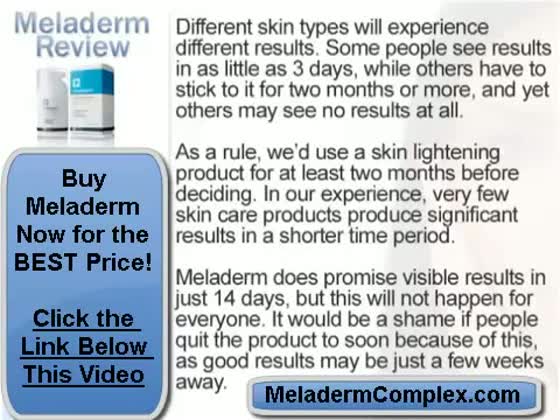 Meladerm
Review
Buy
Meladerm
Now for the
BEST Price!
Click the
Link Below
This Video
Different skin types will experience
different results. Some people see results
in as little as 3 days, while others have to
stick to it for two months or more, and yet
others may see no results at all.
As a rule, we'd use a skin lightening
product for at least two months before
deciding. In our experience, very few
skin care products produce significant
results in a shorter time period.
Meladerm does promise visible results in
just 14 days, but this will not happen for
everyone. It would be a shame if people
quit the product to soon because of this,
as good results may be just a few weeks
away.
MeladermComplex.com